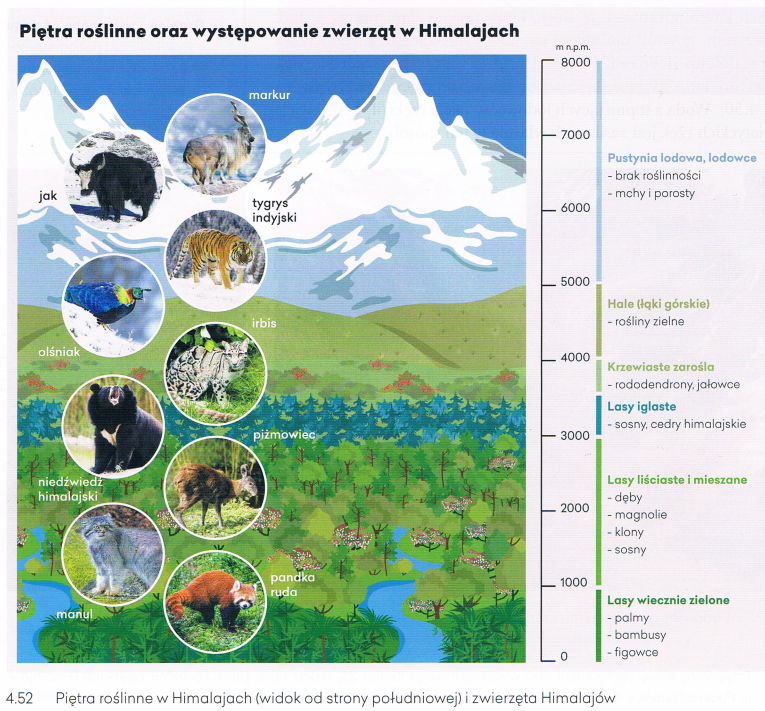 Piętra roślinne oraz występowanie zwierząt w Himalajach
markur
jak
tygrys
indyjski
olśniak
irbis
niedźwiedź
himalajski
piżmowiec
manul
pandka
ruda
m n.p.m.
8000
7000
6000
5000
4000
3000
2000
1000
0
Pustynia lodowa, lodowce
- brak roślinności
- mchy i porosty
Hale (łąki górskie)
- rośliny zielne
Krzewiaste zarośla
- rododendrony, jałowce
Lasy iglaste
- sosny, cedry himalajskie
Lasy liściaste i mieszane
- dęby
- magnolie
- klony
- sosny
Lasy wiecznie zielone
- palmy
- bambusy
- figowce
4.52 Piętra roślinne w Himalajach (widok od strony południowej) i zwierzęta Himalajów